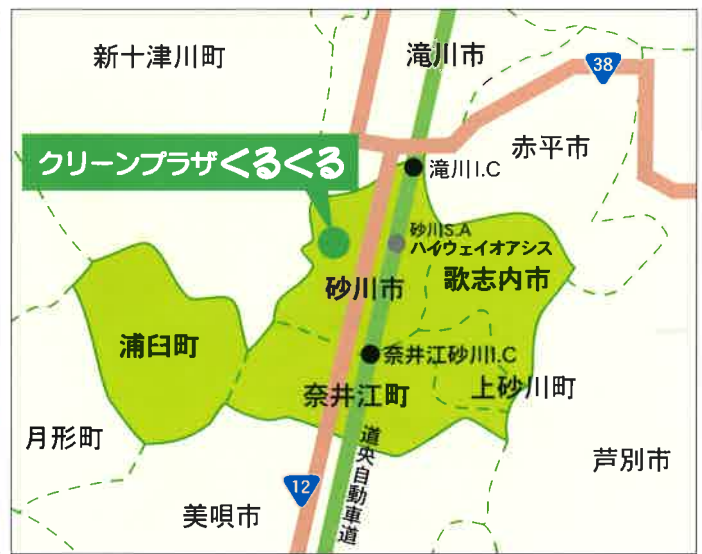 新十津川町
滝川市
38
赤平市
クリーンプラザくるくる
滝川I.C
砂川S.A
ハイウェイオアシス
砂川市
歌志内市
浦臼町
奈井江砂川I.C
奈井江町
上砂川町
月形町
道央自動車道
芦別市
12
美唄市